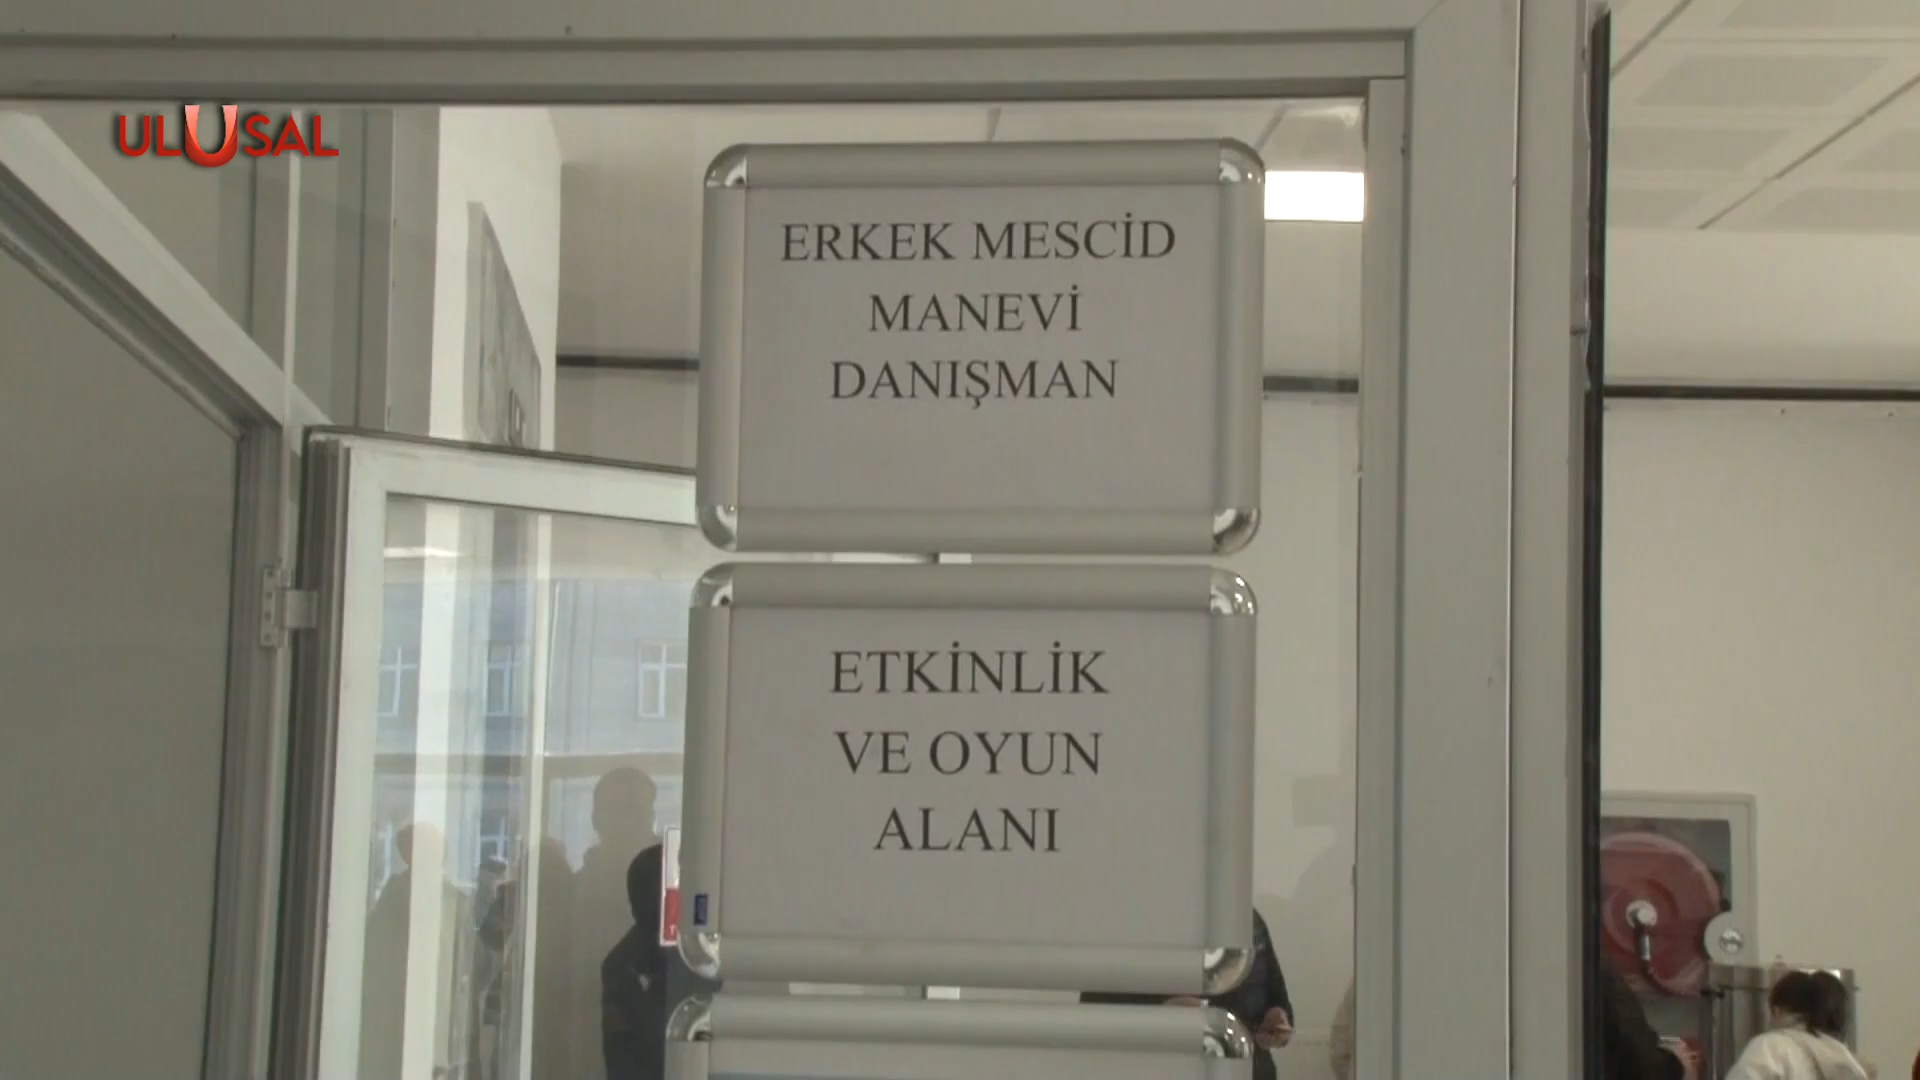 ULUSAL
ERKEK MESCİD
MANEVİ
DANIŞMAN
ETKİNLİK
VE OYUN
ALANI